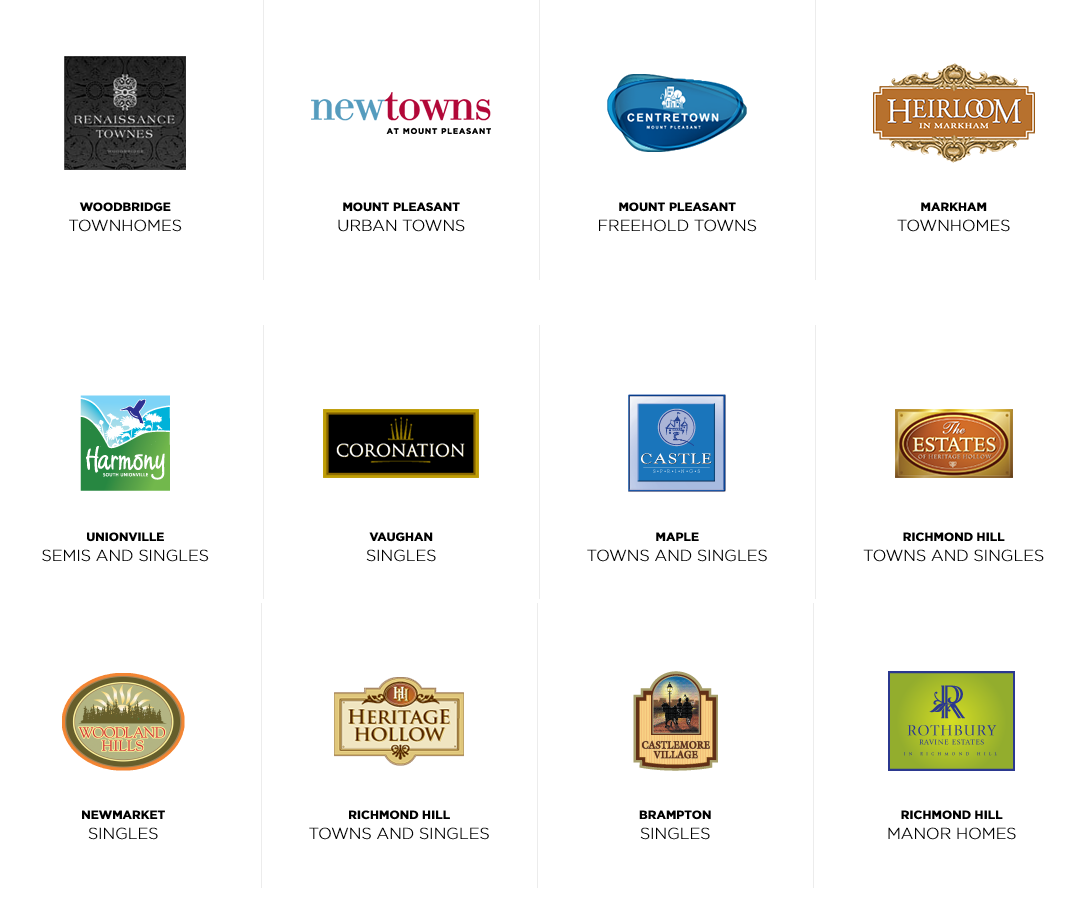 RENAISSANCE
TOWNES
WOODBRIDGE
TOWNHOMES
newtowns
AT MOUNT PLEASANT
MOUNT PLEASANT
URBAN TOWNS
CENTRETOWN
MOUNT PLEASANT
MOUNT PLEASANT
FREEHOLD TOWNS
HEIRLOOM
IN MARKHAM
MARKHAM
TOWNHOMES
Harmony
SOUTH UNIONVILLE
UNIONVILLE
SEMIS AND SINGLES
CORONATION
VAUGHAN
SINGLES
CASTLE
SPRINGS
MAPLE
TOWNS AND SINGLES
The
ESTATES
OF HERITAGE HOLLOW
RICHMOND HILL
TOWNS AND SINGLES
WOODLAND
HILLS
NEWMARKET
SINGLES
HH
HERITAGE
HOLLOW
RICHMOND HILL
TOWNS AND SINGLES
CASTLEMORE
VILLAGE
BRAMPTON
SINGLES
R
ROTHBURY
RAVINE ESTATES
IN RICHMOND HILL
RICHMOND HILL
MANOR HOMES